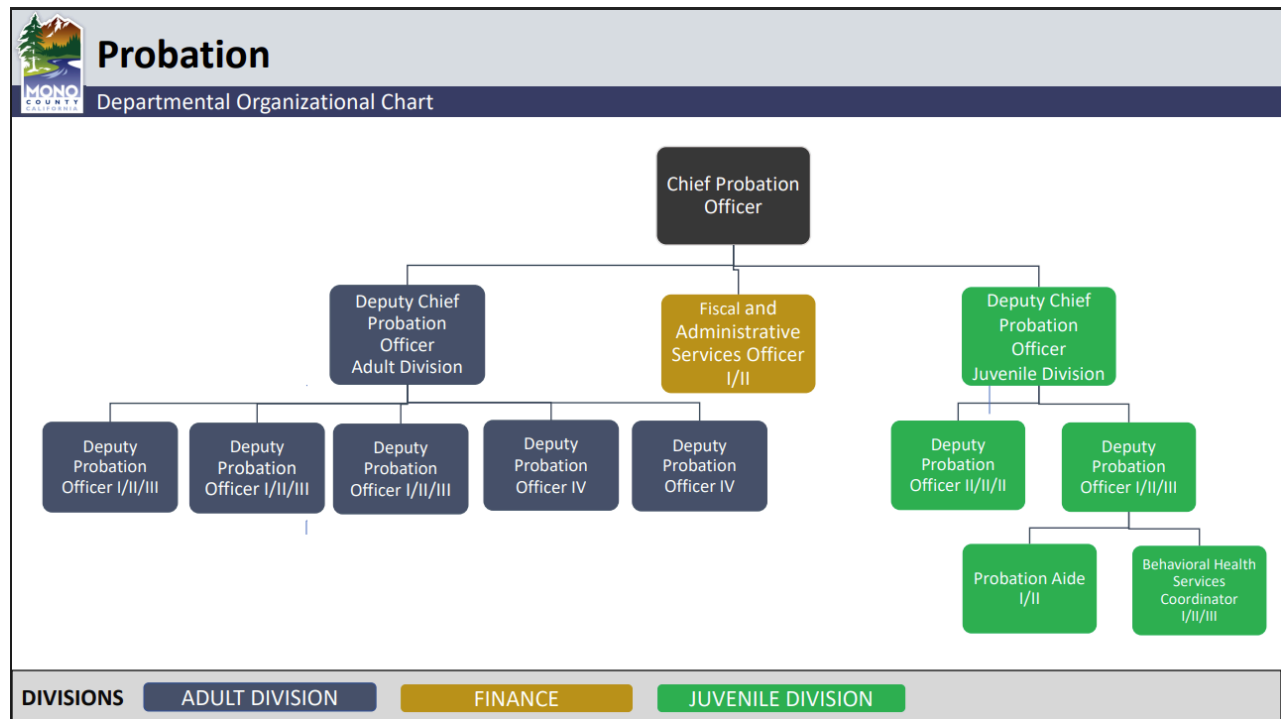 Probation
MONO
COUNTY
CALIFORNIA
Departmental Organizational Chart
Chief Probation
Officer
Deputy Chief
Probation
Officer
Adult Division
Fiscal and
Administrative
Services Officer
I/II
Deputy Chief
Probation
Officer
Juvenile Division
Deputy
Probation
Officer I/II/III
Deputy
Probation
Officer I/II/III
Deputy
Probation
Officer I/II/III
Deputy
Probation
Officer IV
Deputy
Probation
Officer IV
Deputy
Probation
Officer II/II/II
Deputy
Probation
Officer I/II/III
Probation Aide
I/II
Behavioral Health
Services
Coordinator
I/II/III
DIVISIONS
ADULT DIVISION
FINANCE
JUVENILE DIVISION